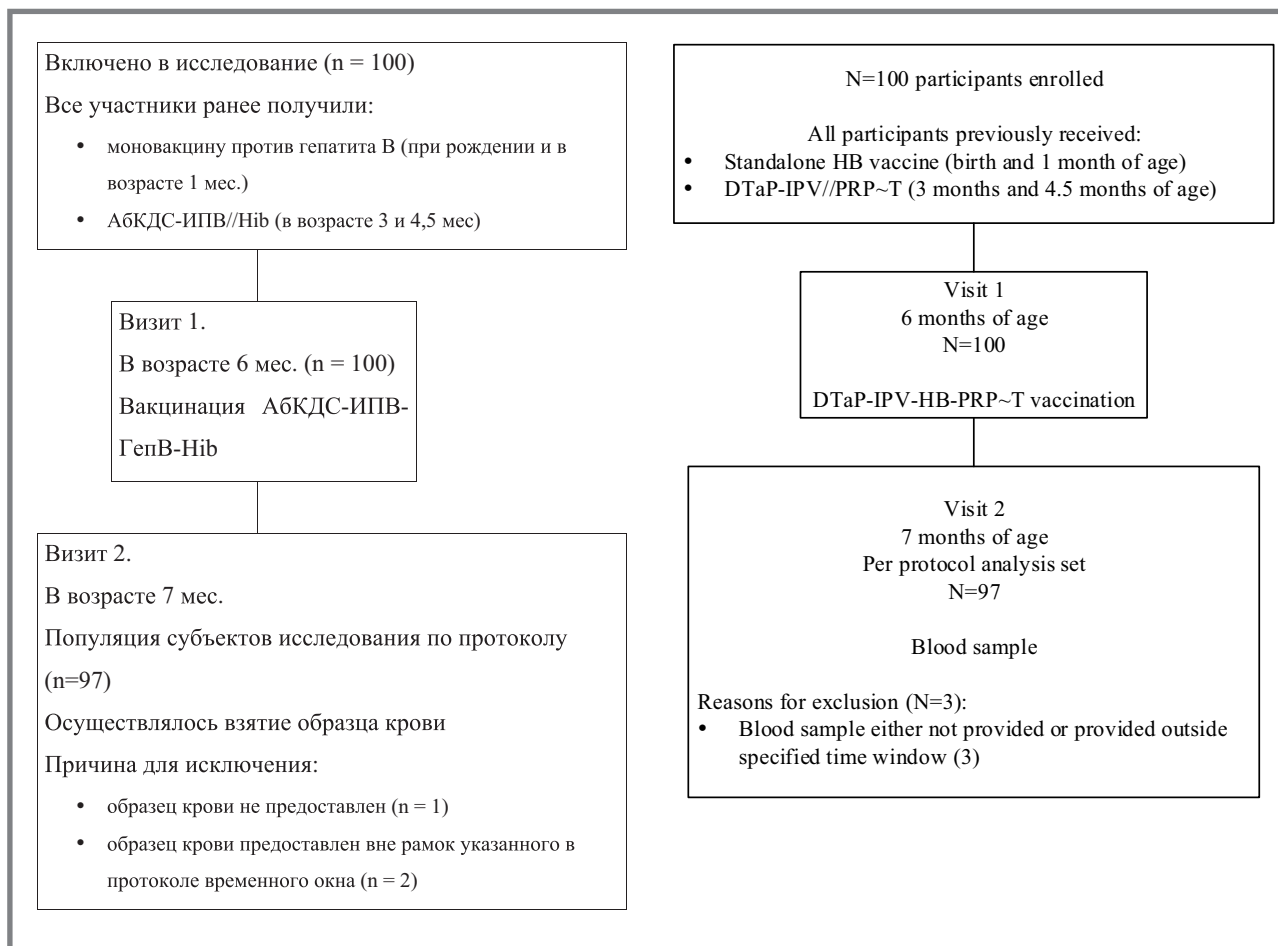 Включено в исследование (n = 100)
Все участники ранее получили:
• моновакцину против гепатита В (при рождении и в
возрасте 1 мес.)
• АбКДС-ИПВ//Hib (в возрасте 3 и 4,5 мес)
Визит 1.
В возрасте 6 мес. (n = 100)
Вакцинация АбКДС-ИПВ-
ГепВ-Hib
Визит 2.
В возрасте 7 мес.
Популяция субъектов исследования по протоколу
(n=97)
Осуществлялось взятие образца крови
Причина для исключения:
• образец крови не предоставлен (n = 1)
• образец крови предоставлен вне рамок указанного в
протоколе временного окна (n = 2)
N=100 participants enrolled
All participants previously received:
• Standalone HB vaccine (birth and 1 month of age)
• DTaP-IPV//PRP~T (3 months and 4.5 months of age)
Visit 1
6 months of age
N=100
DTaP-IPV-HB-PRP~T vaccination
Visit 2
7 months of age
Per protocol analysis set
N=97
Blood sample
Reasons for exclusion (N=3):
• Blood sample either not provided or provided outside
specified time window (3)